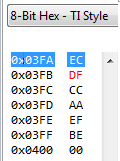 8-Bit Hex - TI Style
0x03FA EC
0x03FB DF
0x03FC CC
0x03FD AA
0x03FE EF
0x03FF BE
0x0400 00